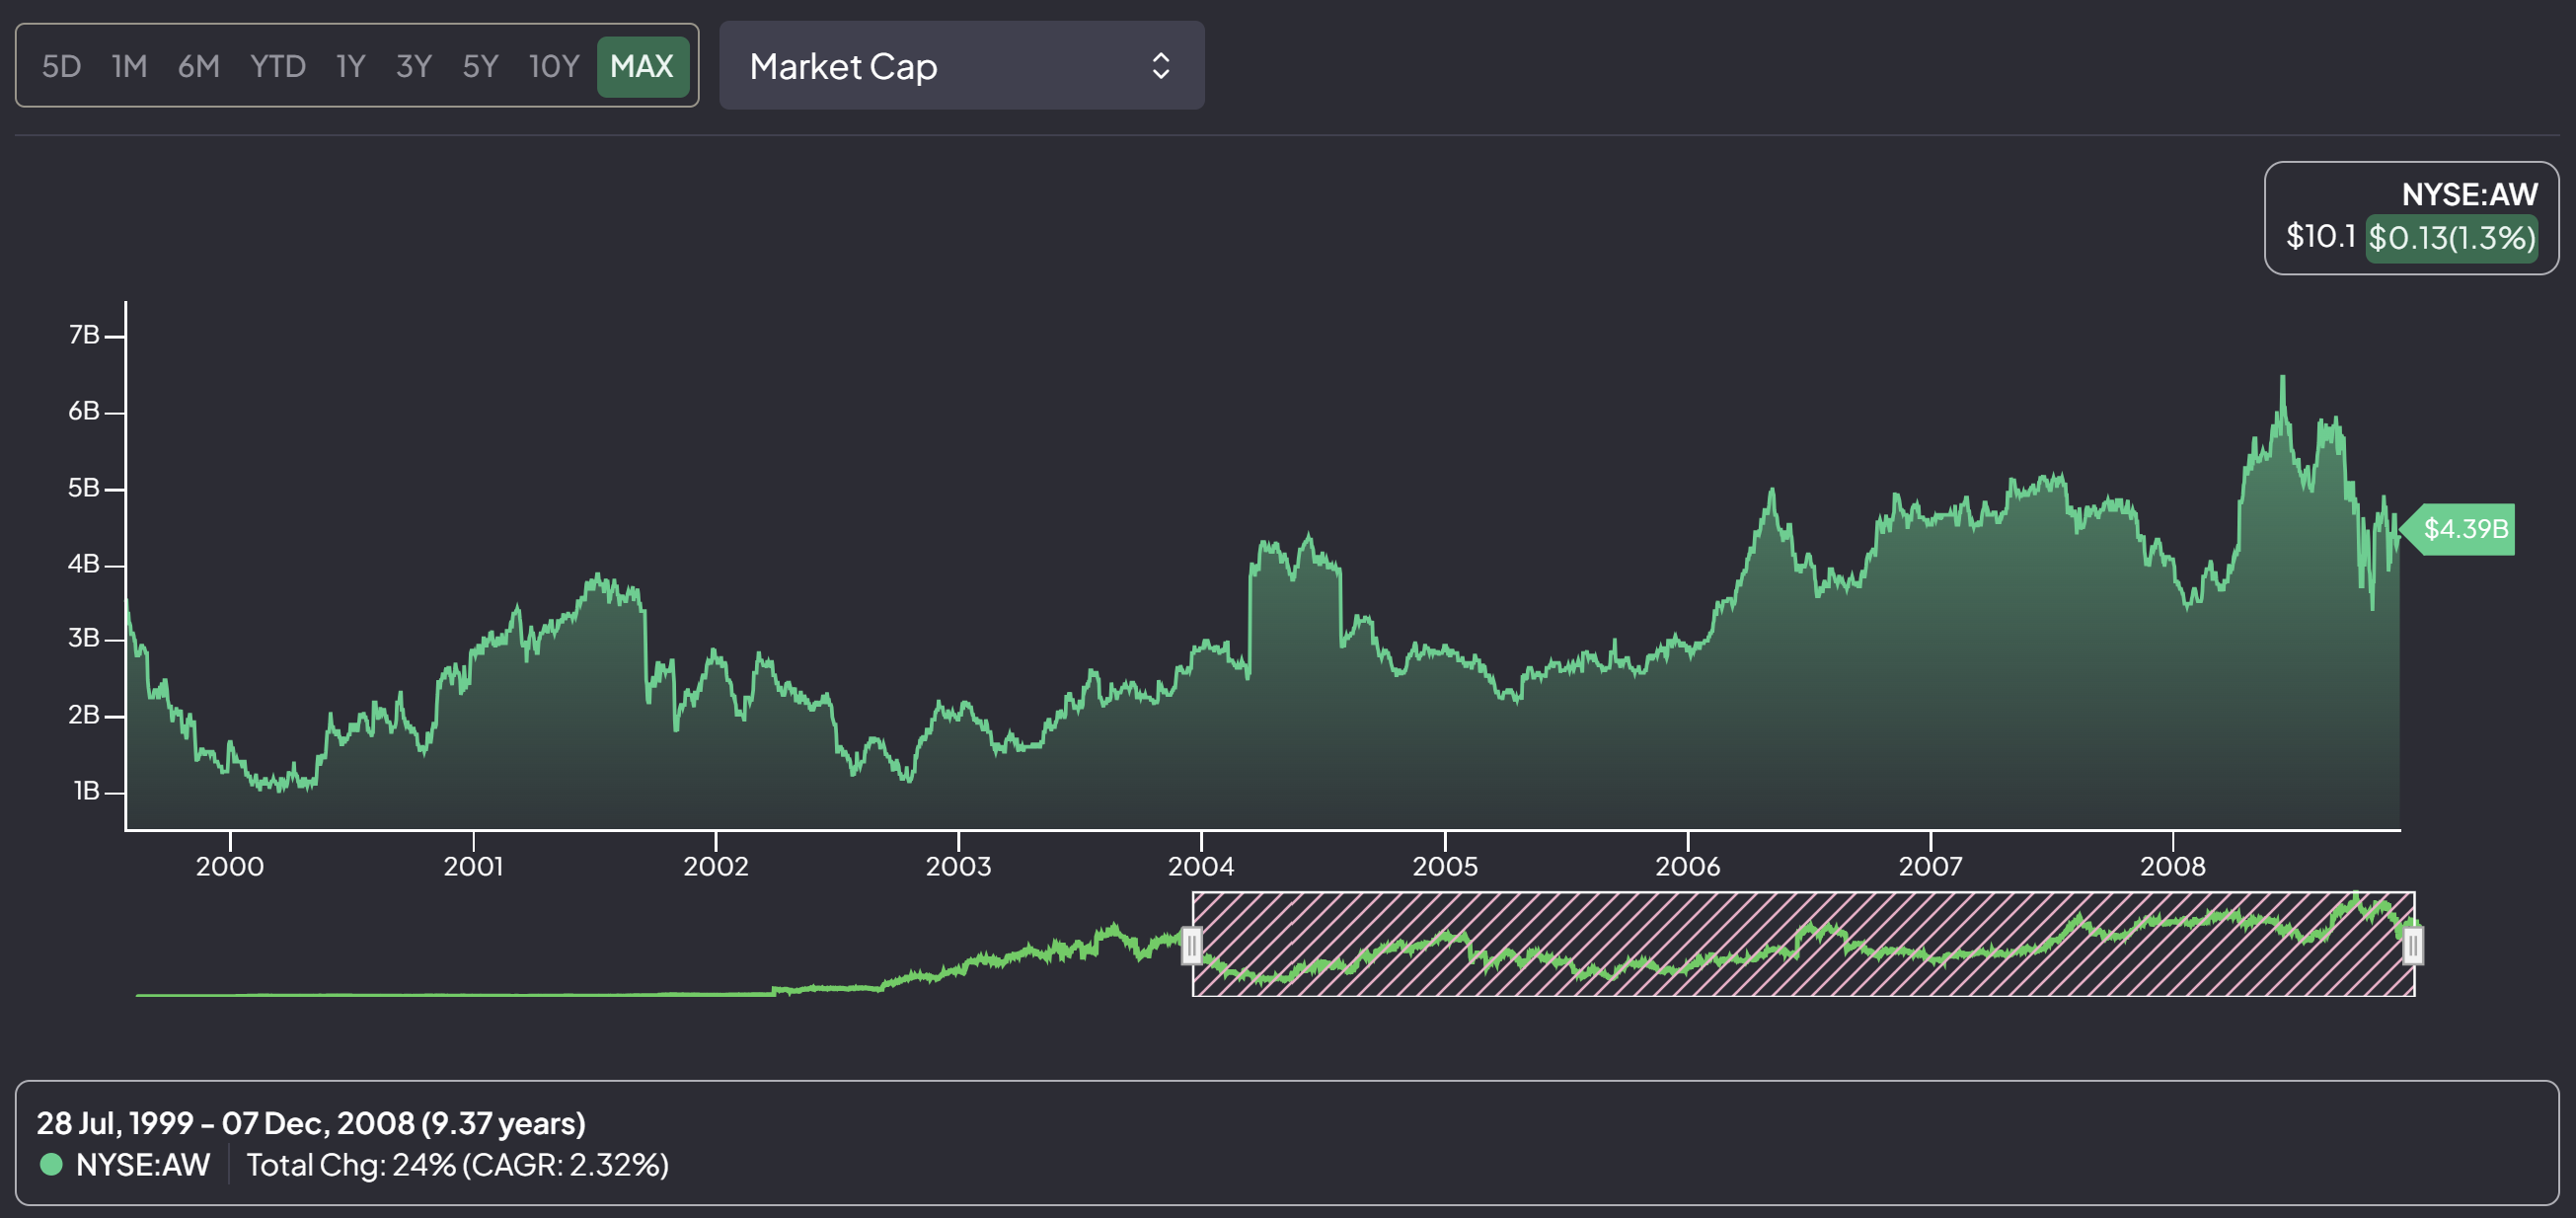 5D 1M 6M YTD 1Y 3Y 5Y 10Y MAX
Market Cap
NYSE:AW
$10.1 $0.13(1.3%)
7B
6B
5B
4B
3B
2B
1B
$4.39B
2000 2001 2002 2003 2004 2005 2006 2007 2008
28 Jul, 1999 – 07 Dec, 2008 (9.37 years)
NYSE:AW Total Chg: 24% (CAGR: 2.32%)